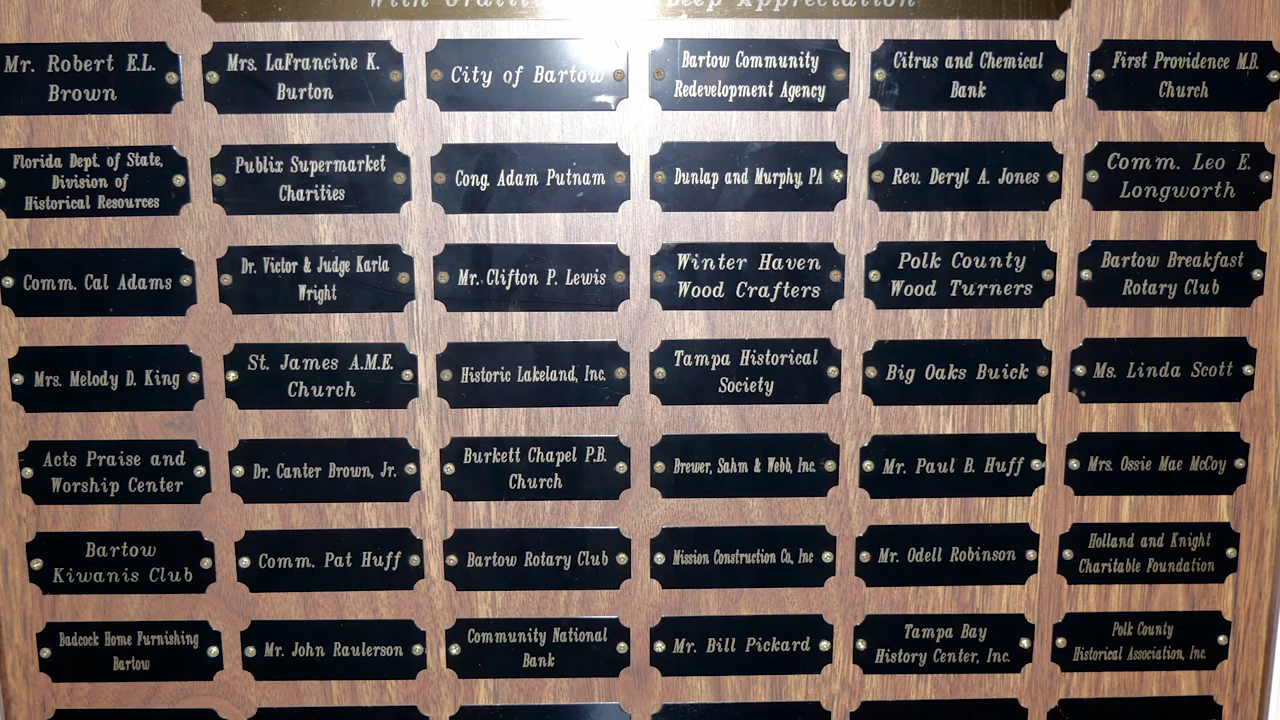 With Appreciation
Mr. Robert E.L.
Brown
Mrs. LaFrancine K.
Burton
City of Bartow
Bartow Community
Redevelopment Agency
Citrus and Chemical
Bank
First Providence M.B.
Church
Florida Dept. of State,
Division of
Historical Resources
Publix Supermarket
Charities
Cong. Adam Putnam
Dunlap and Murphy, PA
Rev. Deryl A. Jones
Comm. Leo E.
Longworth
Comm. Cal Adams
Dr. Victor & Judge Karla
Wright
Mr. Clifton P. Lewis
Winter Haven
Wood Crafters
Polk County
Wood Turners
Bartow Breakfast
Rotary Club
Mrs. Melody D. King
St. James A.M.E.
Church
Historic Lakeland, Inc.
Tampa Historical
Society
Big Oaks Buick
Ms. Linda Scott
Acts Praise and
Worship Center
Dr. Canter Brown, Jr.
Burkett Chapel P.B.
Church
Brewer, Sahm & Webb, Inc.
Mr. Paul B. Huff
Mrs. Ossie Mae McCoy
Bartow
Kiwanis Club
Comm. Pat Huff
Bartow Rotary Club
Mission Construction Co, Inc
Mr. Odell Robinson
Holland and Knight
Charitable Foundation
Badcock Home Furnishing
Bartow
Mr. John Raulerson
Community National
Bank
Mr. Bill Pickard
Tampa Bay
History Center, Inc.
Polk County
Historical Association, Inc.